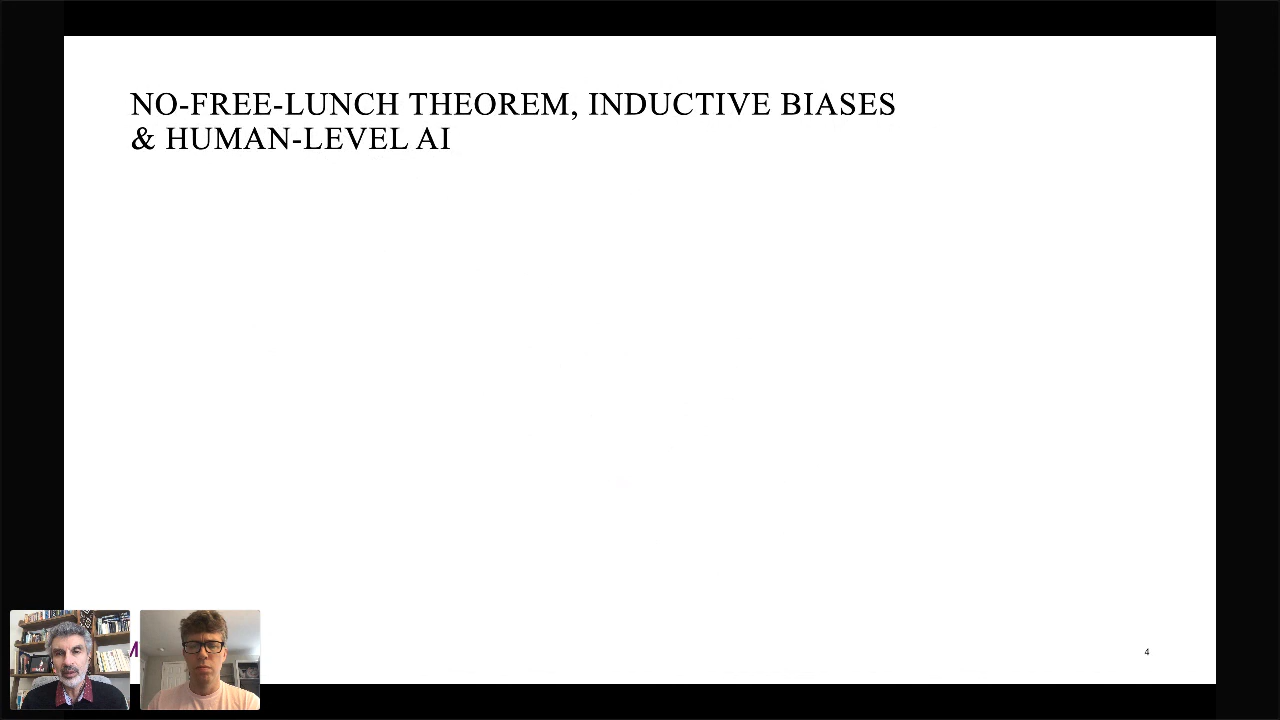 NO-FREE-LUNCH THEOREM, INDUCTIVE BIASES
& HUMAN-LEVEL AI
M
4